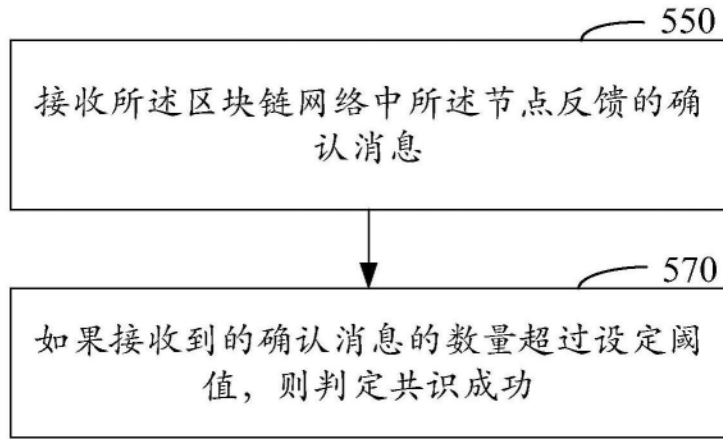 550
接收所述区块链网络中所述节点反馈的确
认消息
570
如果接收到的确认消息的数量超过设定阈
值，则判定共识成功